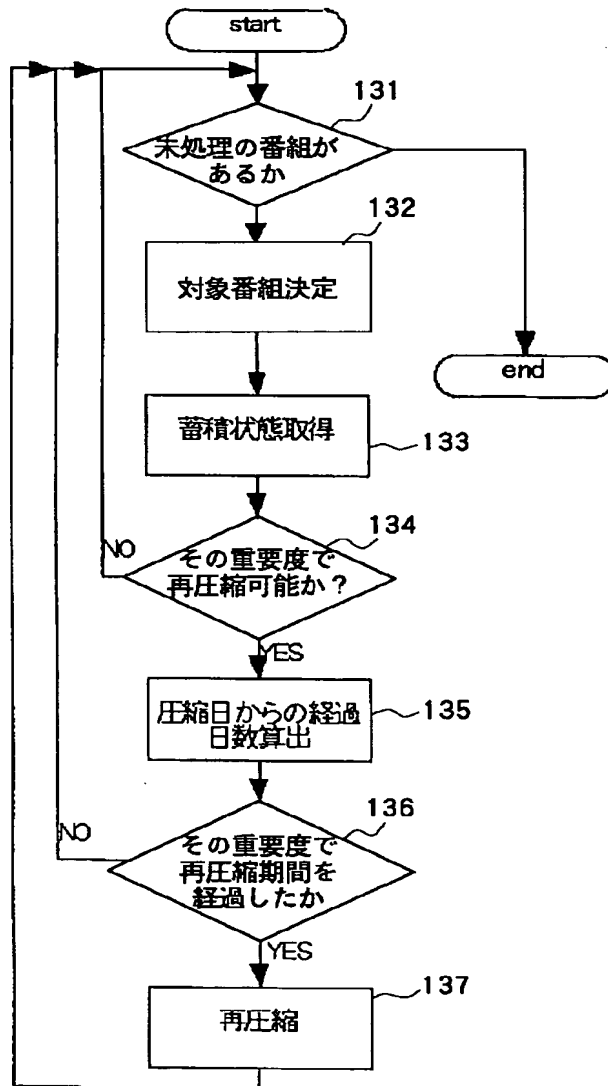 start
131
未処理の番組が
あるか
132
対象番組決定
end
蓄積状態取得
133
134
NO
その重要度で
再圧縮可能か？
YES
圧縮日からの経過
日数算出
135
136
NO
その重要度で
再圧縮期間を
経過したか
YES
137
再圧縮